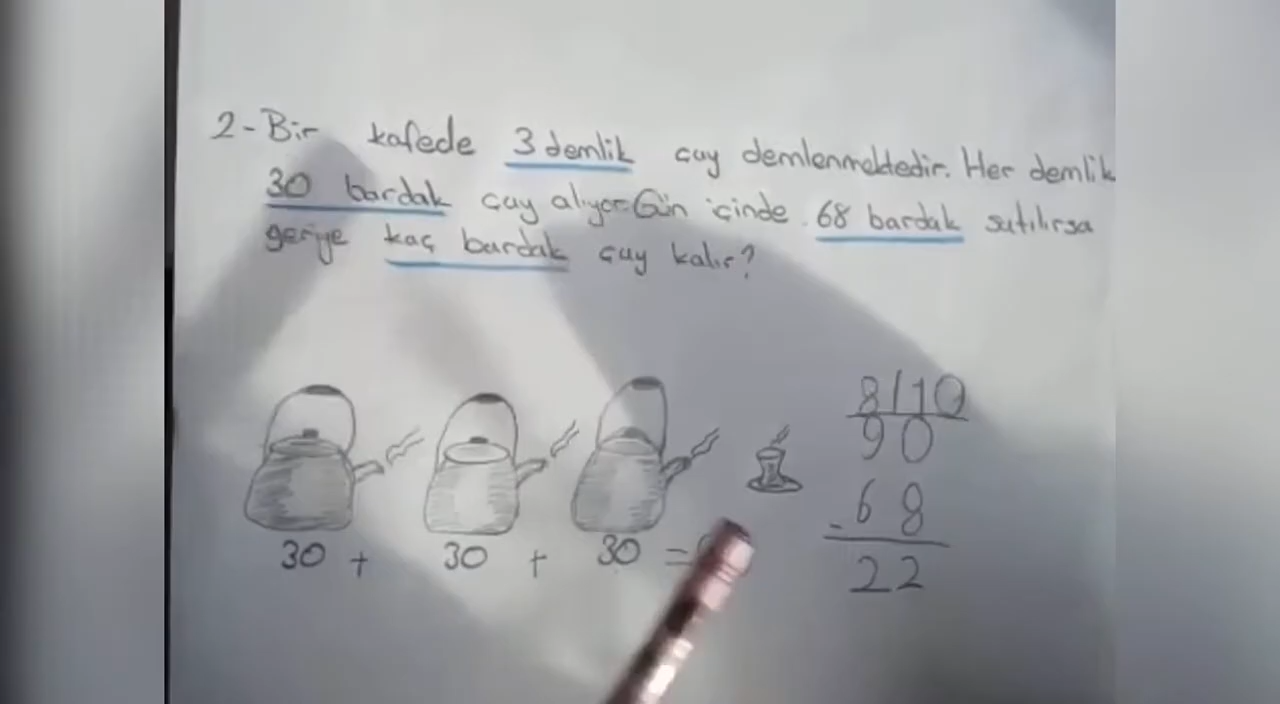 2-Bir kafede 3 demlik çay demlenmektedir. Her demlik
30 bardak çay alıyor. Gün içinde 68 bardak satılırsa
geriye kaç bardak çay kalır?
8/10
90
30 + 30 + 30 =
- 68
22